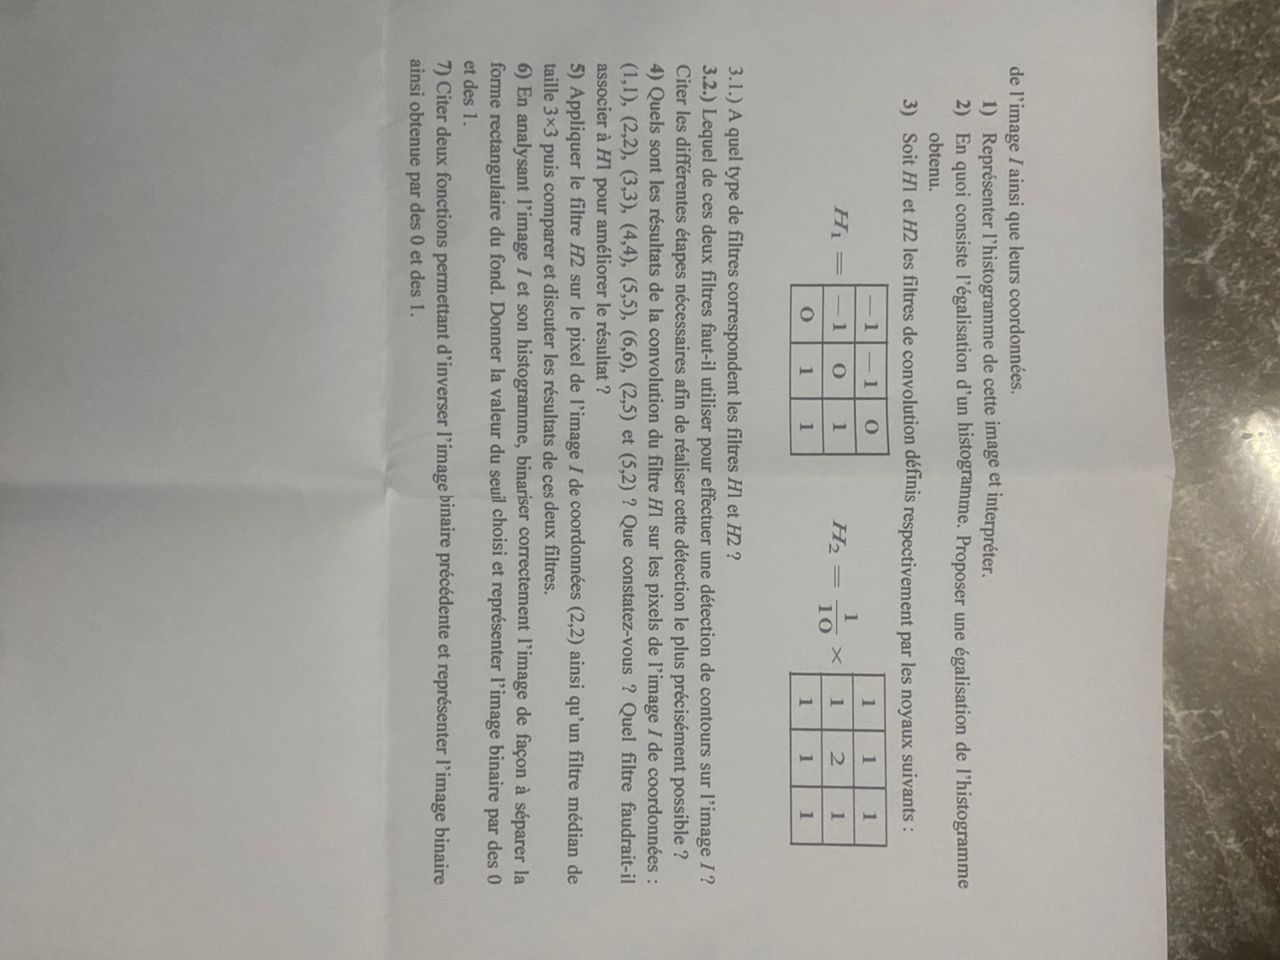 de l'image I ainsi que leurs coordonnées.
1) Représenter l'histogramme de cette image et interpréter.
2) En quoi consiste l'égalisation d'un histogramme. Proposer une égalisation de l'histogramme
obtenu.
3) Soit H1 et H2 les filtres de convolution définis respectivement par les noyaux suivants :
H₁ =
-1 -1 0
-1 0 1
0 1 1
H₂ = 1/10 ×
1 1 1
1 2 1
1 1 1
3.1.) A quel type de filtres correspondent les filtres H1 et H2 ?
3.2.) Lequel de ces deux filtres faut-il utiliser pour effectuer une détection de contours sur l'image I ?
Citer les différentes étapes nécessaires afin de réaliser cette détection le plus précisément possible ?
4) Quels sont les résultats de la convolution du filtre H1 sur les pixels de l'image I de coordonnées :
(1,1), (2,2), (3,3), (4,4), (5,5), (6,6), (2,5) et (5,2) ? Que constatez-vous ? Quel filtre faudrait-il
associer à H1 pour améliorer le résultat ?
5) Appliquer le filtre H2 sur le pixel de l'image I de coordonnées (2,2) ainsi qu'un filtre médian de
taille 3×3 puis comparer et discuter les résultats de ces deux filtres.
6) En analysant l'image I et son histogramme, binariser correctement l'image de façon à séparer la
forme rectangulaire du fond. Donner la valeur du seuil choisi et représenter l'image binaire par des 0
et des 1.
7) Citer deux fonctions permettant d'inverser l'image binaire précédente et représenter l'image binaire
ainsi obtenue par des 0 et des 1.